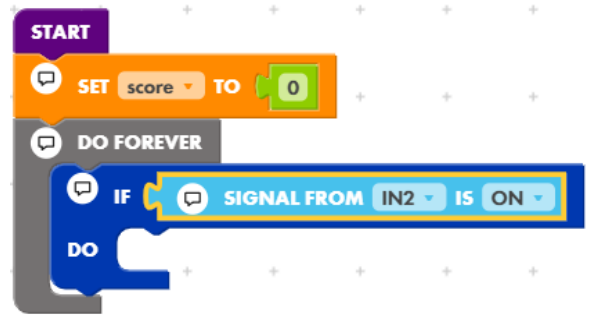 START
SET score TO 0
DO FOREVER
IF SIGNAL FROM IN2 IS ON
DO